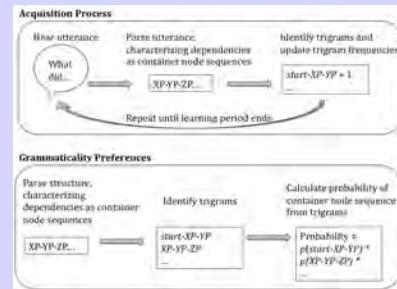 Acquisition Process
Hear utterance
What
did...
Parse utterance,
characterizing dependencies
as container node sequences
XP-YP-ZP...
Identify trigrams and
update trigram frequencies
start-XP-YP + 1
...
Repeat until learning period ends.
Grammaticality Preferences
Parse structure,
characterizing
dependencies as container
node sequences
XP-YP-ZP...
Identify trigrams
start-XP-YP
XP-YP-ZP
...
Calculate probability of
container node sequence
from trigrams
Probability =
p(start-XP-YP) *
p(XP-YP-ZP) *
...